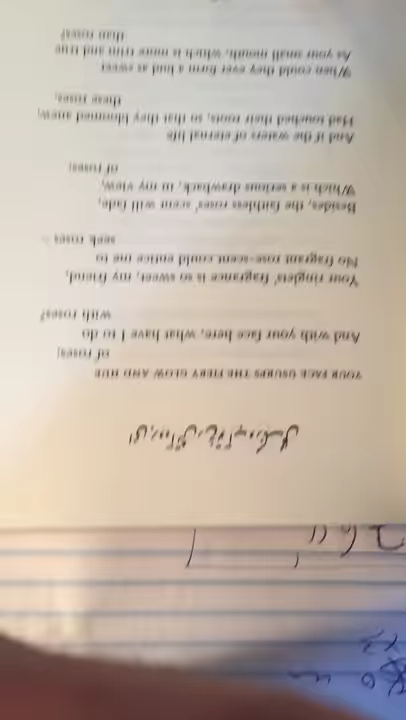 YOUR FACE USURPS THE FIERY GLOW AND HUE
of roses;
And with your face here, what have I to do
with roses?
Your ringlets' fragrance is so sweet, my friend,
No fragrant rose-scent could entice me to
seek roses –
Besides, the faithless roses' scent will fade,
Which is a serious drawback, in my view,
of roses;
And if the waters of eternal life
Had touched their roots, so that they bloomed anew,
these roses,
When could they ever form a bud as sweet
As your small mouth, which is more trim and true
than roses?